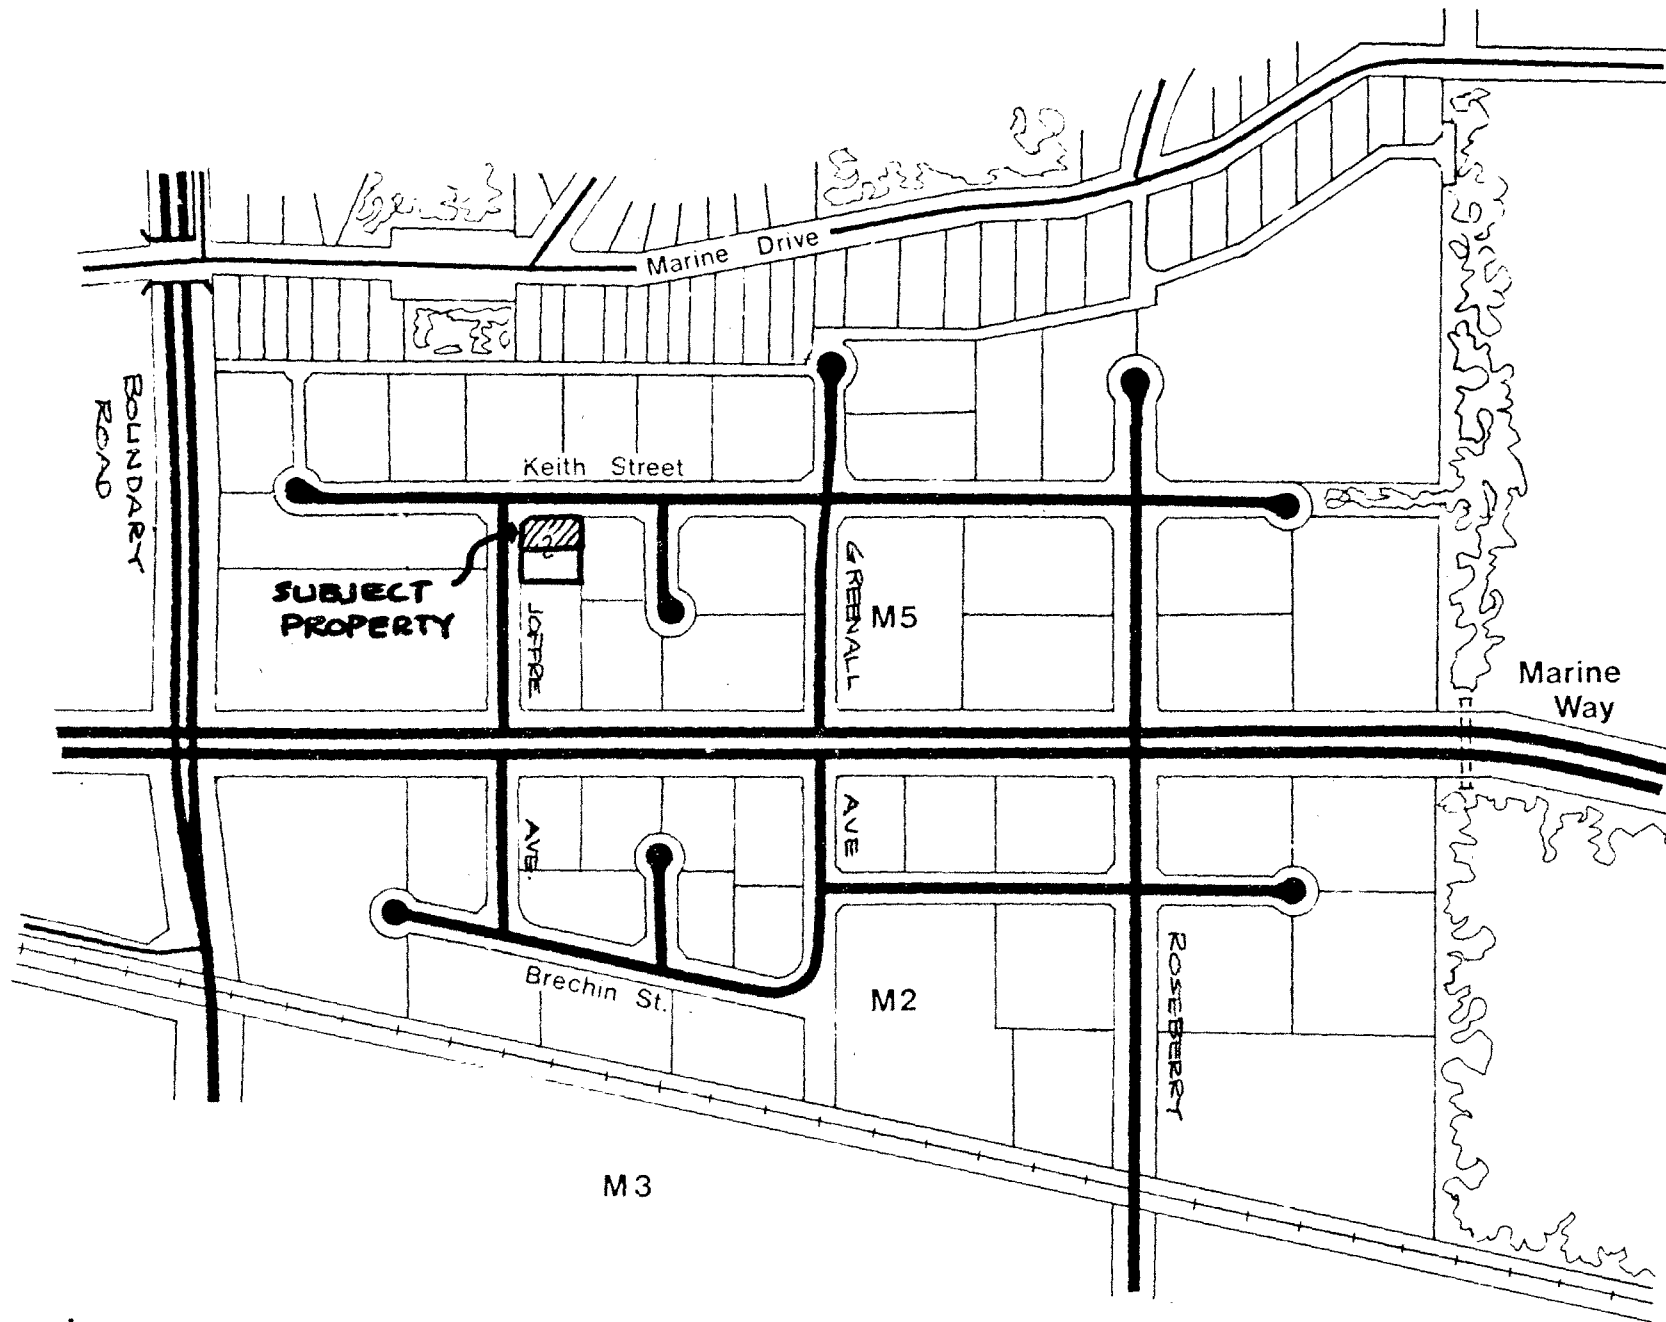 Marine Drive
BOUNDARY
ROAD
Keith Street
SUBJECT
PROPERTY
JOFFRE
GREENALL
M5
Marine
Way
AVE.
AVE
Brechin St.
M2
ROSEBERRY
M3